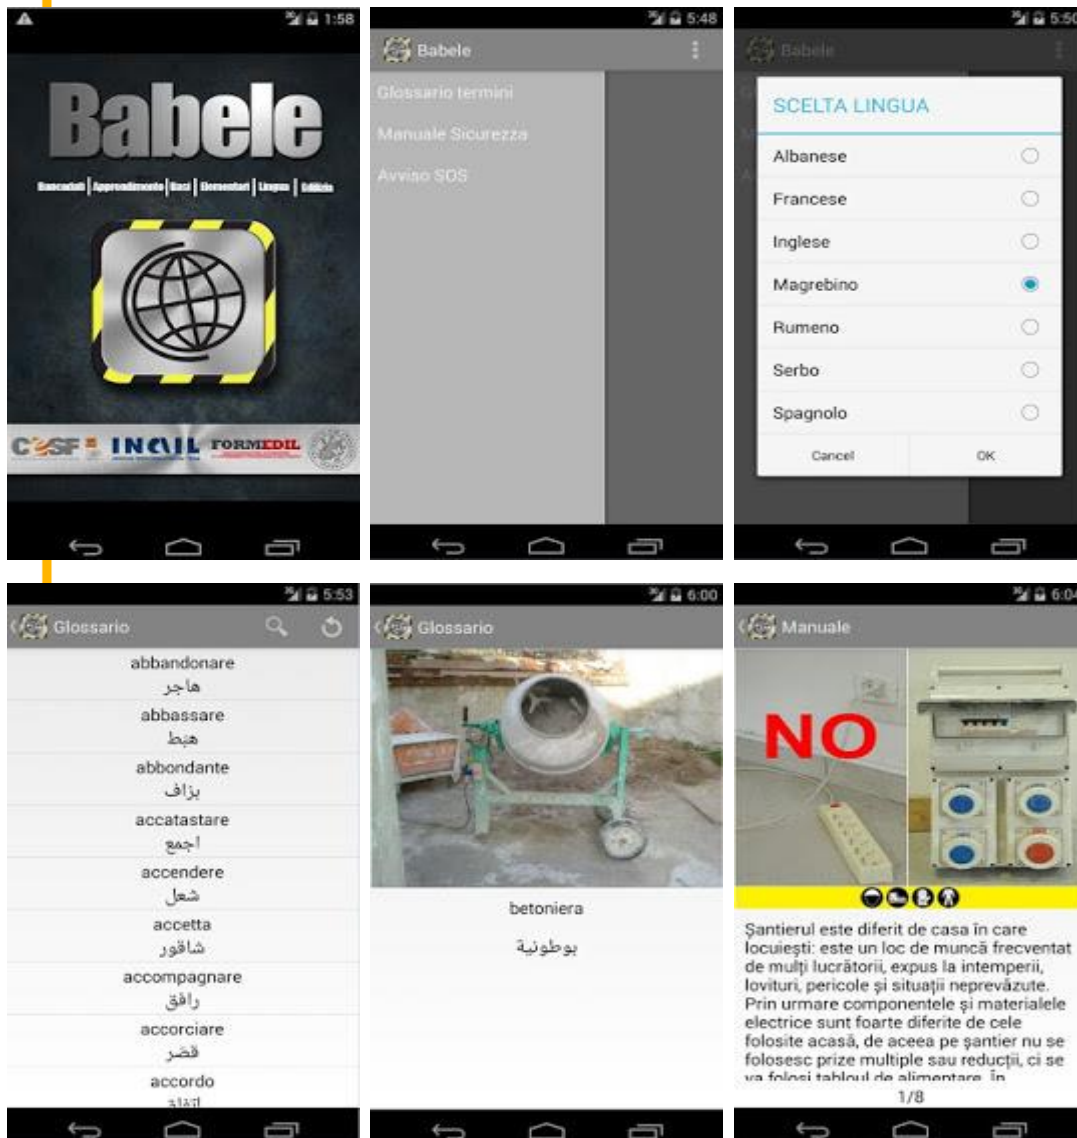 1:58
Babele
Bancadati | Apprendimento | Basi | Elementari | Lingua | Edilizia
CESF INAIL FORMEDIL
5:48
Babele
Glossario termini
Manuale Sicurezza
Avviso SOS
5:50
Babele
SCELTA LINGUA
Albanese
Francese
Inglese
Magrebino
Rumeno
Serbo
Spagnolo
Cancel OK
5:53
Glossario
abbandonare
هاجر
abbassare
هبَط
abbondante
بزاف
accatastare
اجمع
accendere
شعل
accetta
شاقور
accompagnare
رافق
accorciare
قصَر
accordo
6:00
Glossario
betoniera
بوطونية
6:04
Manuale
NO
Șantierul este diferit de casa în care
locuiești: este un loc de muncă frecventat
de mulți lucrătorii, expus la intemperii,
lovituri, pericole și situații neprevăzute.
Prin urmare componentele și materialele
electrice sunt foarte diferite de cele
folosite acasă, de aceea pe șantier nu se
folosesc prize multiple sau reducții, ci se
va folosi tabloul de alimentare. În
1/8